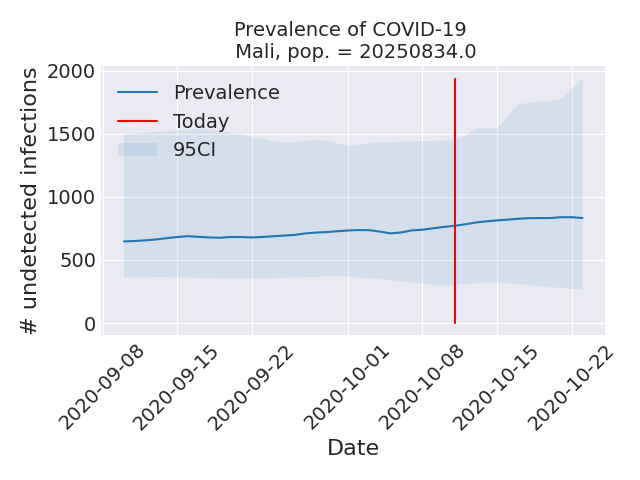 Prevalence of COVID-19
Mali, pop. = 20250834.0
# undetected infections
2000
1500
1000
500
0
Prevalence
Today
95CI
2020-09-08
2020-09-15
2020-09-22
2020-10-01
2020-10-08
2020-10-15
2020-10-22
Date